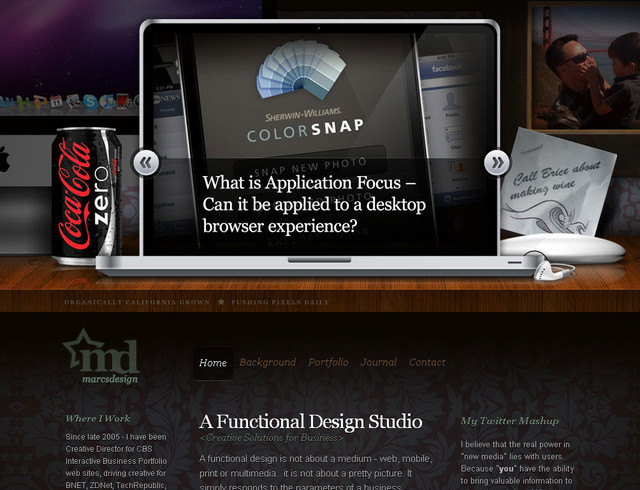 NEWS
facebook
SHERWIN-WILLIAMS.
COLORSNAP
SNAP NEW PHOTO
What is Application Focus –
Can it be applied to a desktop
browser experience?
Coca-Cola
zero
Call Brice about
making wine
ORGANICALLY CALIFORNIA GROWN ★ PUSHING PIXELS DAILY
md
marcsdesign
Home Background Portfolio Journal Contact
Where I Work
Since late 2005 - I have been
Creative Director for CBS
Interactive Business Portfolio
web sites, driving creative for
BNET, ZDNet, TechRepublic,
A Functional Design Studio
<Creative Solutions for Business>
A functional design is not about a medium - web, mobile,
print or multimedia.. it is not about a pretty picture. It
simply responds to the parameters of a business
My Twitter Mashup
I believe that the real power in
"new media" lies with users.
Because "you" have the ability
to bring valuable information to